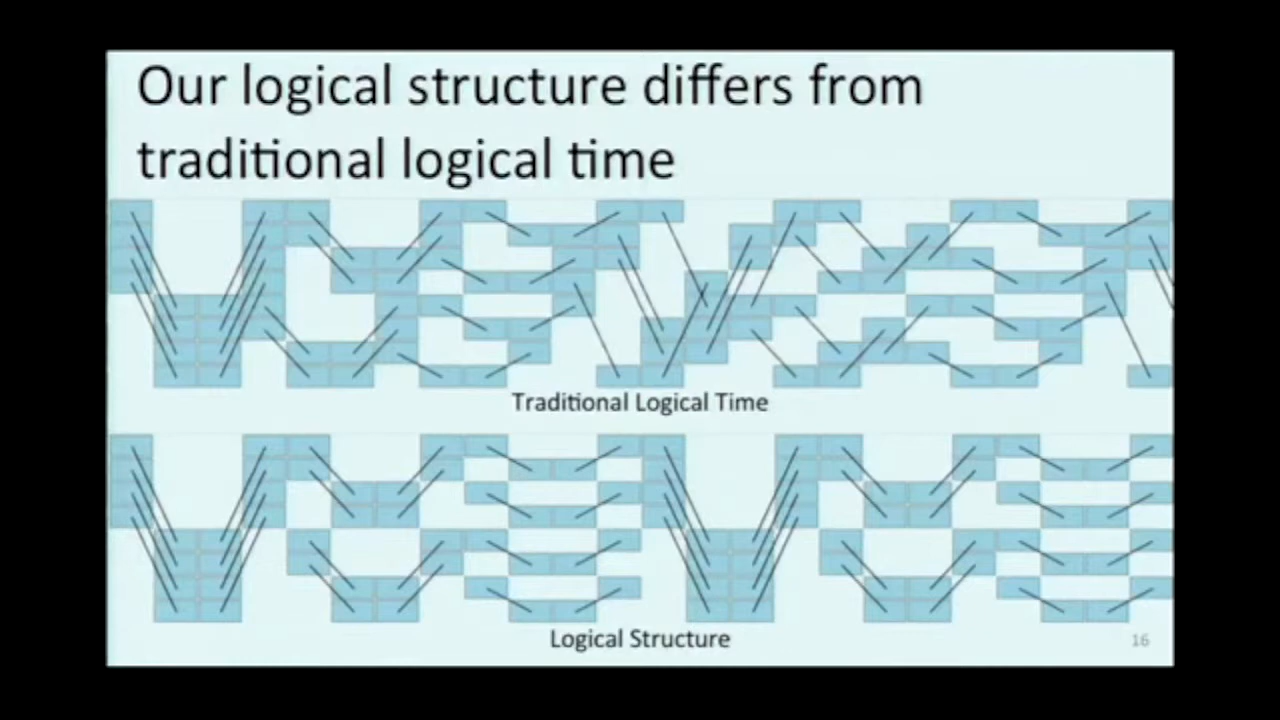 Our logical structure differs from
traditional logical time
Traditional Logical Time
Logical Structure
16